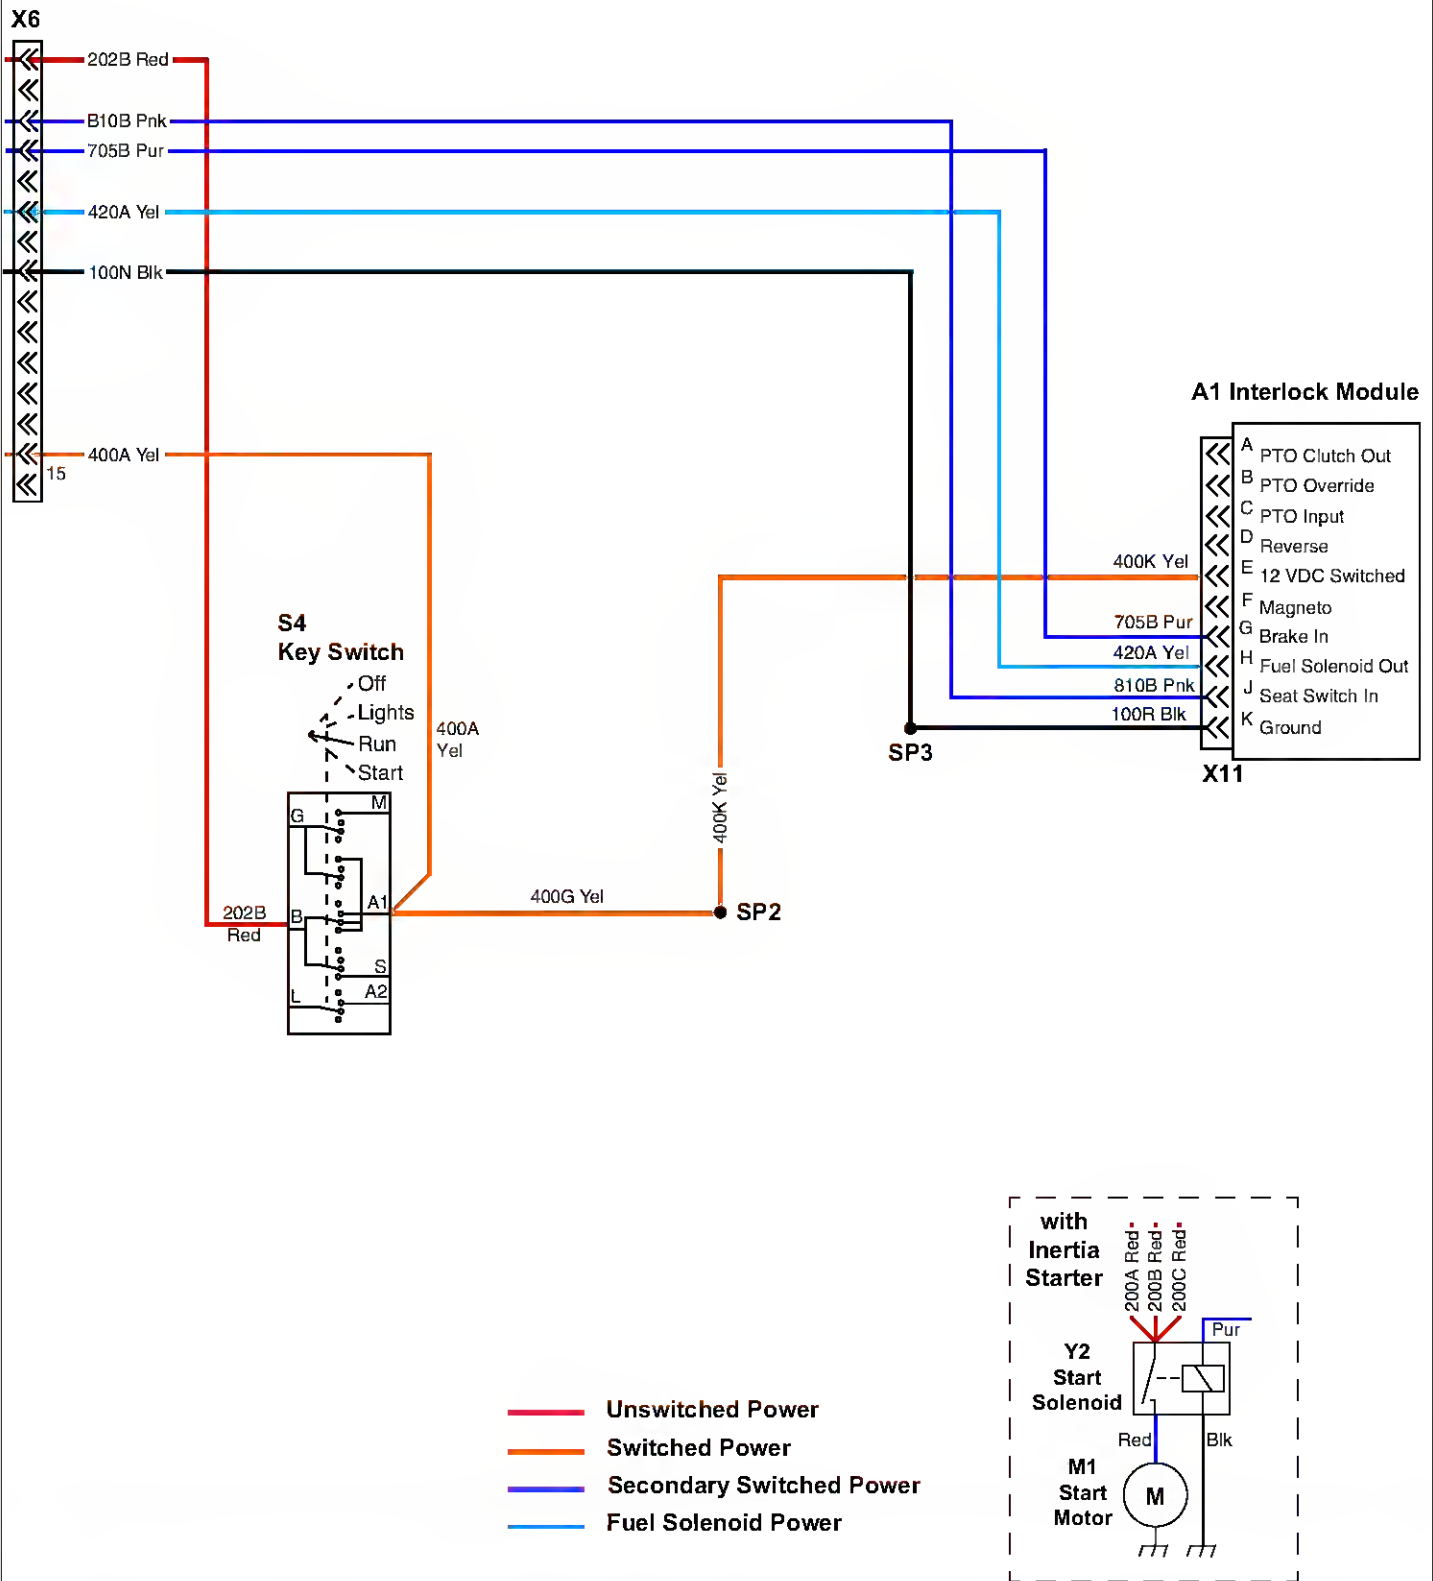 X6
202B Red
B10B Pnk
705B Pur
420A Yel
100N Blk
400A Yel
15
A1 Interlock Module
A PTO Clutch Out
B PTO Override
C PTO Input
D Reverse
400K Yel
E 12 VDC Switched
F Magneto
705B Pur
G Brake In
420A Yel
H Fuel Solenoid Out
810B Pnk
J Seat Switch In
100R Blk
K Ground
SP3
X11
S4
Key Switch
Off
Lights
Run
Start
400A
Yel
400K Yel
M
G
A1
B
S
A2
L
202B
Red
400G Yel
SP2
with
Inertia
Starter
200A Red
200B Red
200C Red
Pur
Y2
Start
Solenoid
Red
Blk
M1
Start
Motor
M
Unswitched Power
Switched Power
Secondary Switched Power
Fuel Solenoid Power